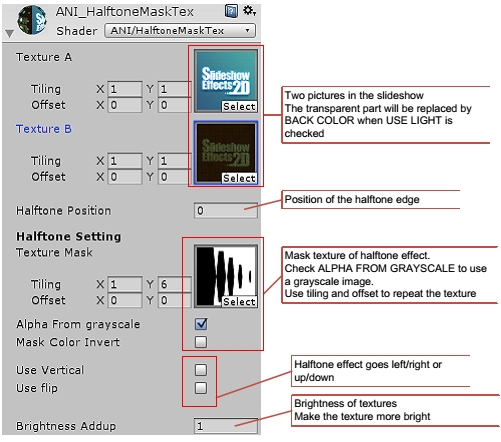 ANI_HalftoneMaskTex
Shader ANI/HalftoneMaskTex
Texture A
Tiling X 1 Y 1
Offset X 0 Y 0
Slideshow
Effects
2D
Select
Two pictures in the slideshow
The transparent part will be replaced by
BACK COLOR when USE LIGHT is
checked
Texture B
Tiling X 1 Y 1
Offset X 0 Y 0
Slideshow
Effects
2D
Select
Halftone Position 0
Position of the halftone edge
Halftone Setting
Texture Mask
Tiling X 1 Y 6
Offset X 0 Y 0
Select
Mask texture of halftone effect.
Check ALPHA FROM GRAYSCALE to use
a grayscale image.
Use tiling and offset to repeat the texture
Alpha From grayscale
Mask Color Invert
Use Vertical
Use flip
Halftone effect goes left/right or
up/down
Brightness Addup 1
Brightness of textures
Make the texture more bright